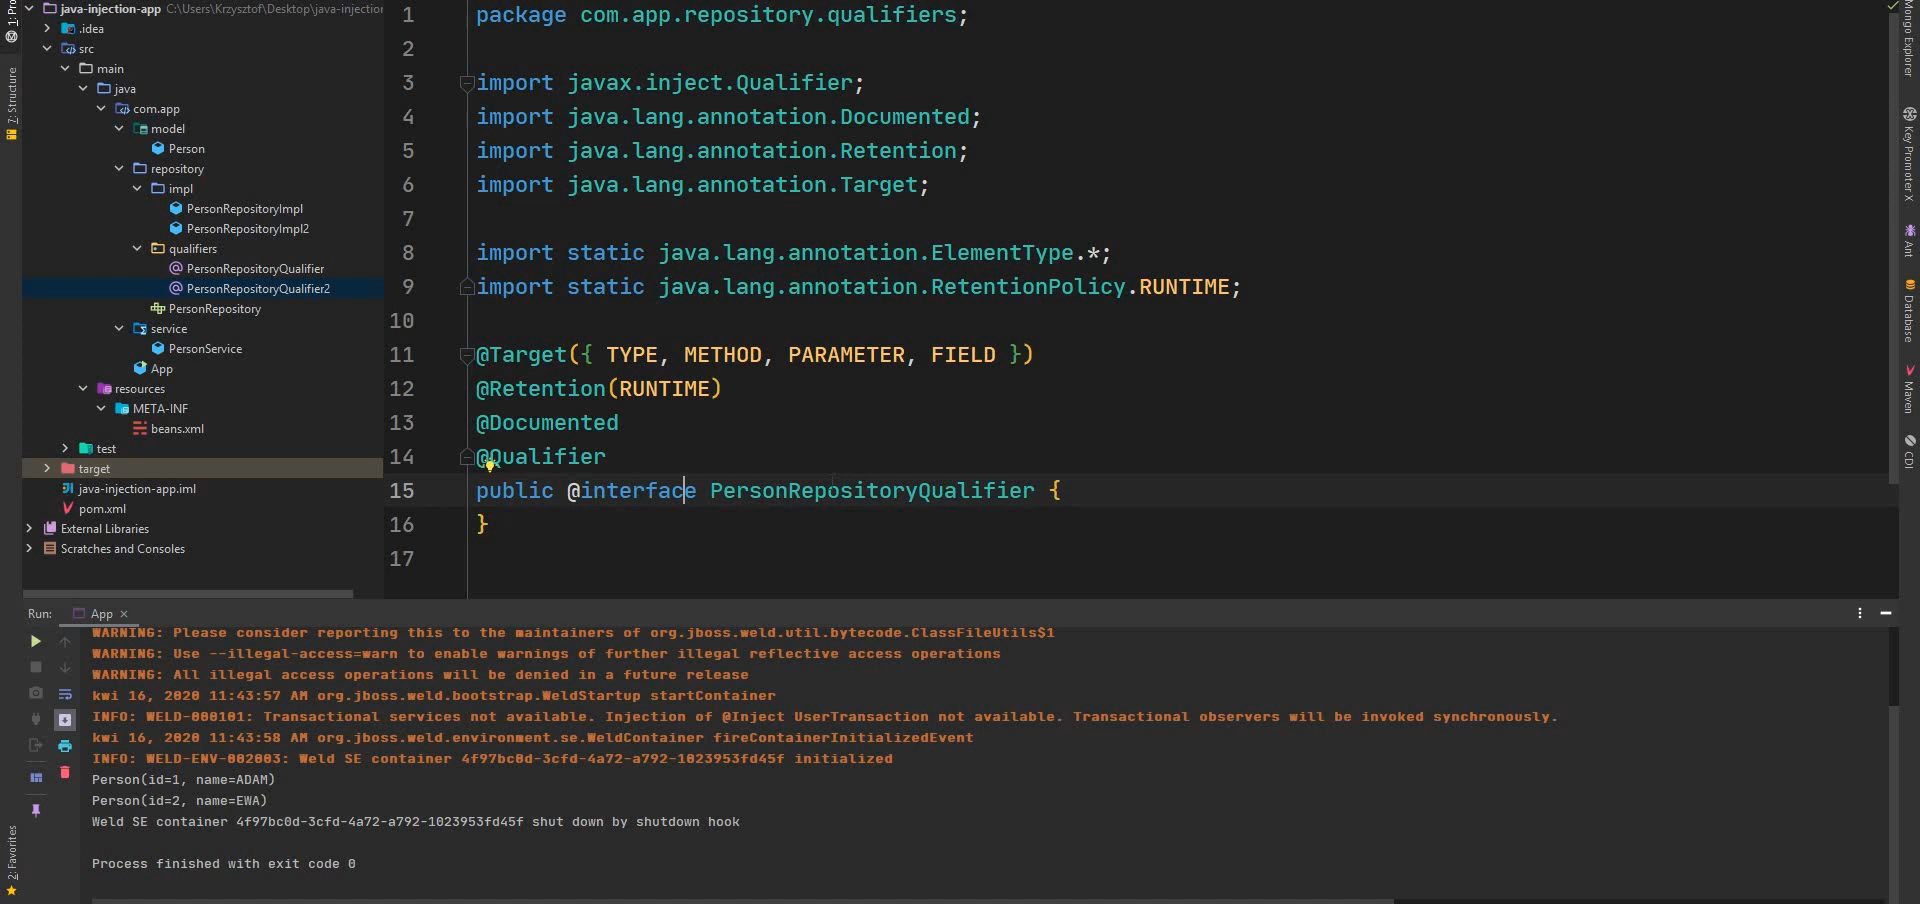 java-injection-app C:\Users\Krzysztof\Desktop\java-injection
.idea
src
main
java
com.app
model
Person
repository
impl
PersonRepositoryImpl
PersonRepositoryImpl2
qualifiers
PersonRepositoryQualifier
PersonRepositoryQualifier2
PersonRepository
service
PersonService
App
resources
META-INF
beans.xml
test
target
java-injection-app.iml
pom.xml
External Libraries
Scratches and Consoles
7: Structure
2: Favorites
1 package com.app.repository.qualifiers;
2
3 import javax.inject.Qualifier;
4 import java.lang.annotation.Documented;
5 import java.lang.annotation.Retention;
6 import java.lang.annotation.Target;
7
8 import static java.lang.annotation.ElementType.*;
9 import static java.lang.annotation.RetentionPolicy.RUNTIME;
10
11 @Target({ TYPE, METHOD, PARAMETER, FIELD })
12 @Retention(RUNTIME)
13 @Documented
14 @Qualifier
15 public @interface PersonRepositoryQualifier {
16 }
17
Mongo Explorer
Key Promoter X
Ant
Database
Maven
CDI
Run: App ×
WARNING: Please consider reporting this to the maintainers of org.jboss.weld.util.bytecode.ClassFileUtils$1
WARNING: Use --illegal-access=warn to enable warnings of further illegal reflective access operations
WARNING: All illegal access operations will be denied in a future release
kwi 16, 2020 11:43:57 AM org.jboss.weld.bootstrap.WeldStartup startContainer
INFO: WELD-000101: Transactional services not available. Injection of @Inject UserTransaction not available. Transactional observers will be invoked synchronously.
kwi 16, 2020 11:43:58 AM org.jboss.weld.environment.se.WeldContainer fireContainerInitializedEvent
INFO: WELD-ENV-002003: Weld SE container 4f97bc0d-3cfd-4a72-a792-1023953fd45f initialized
Person(id=1, name=ADAM)
Person(id=2, name=EWA)
Weld SE container 4f97bc0d-3cfd-4a72-a792-1023953fd45f shut down by shutdown hook
Process finished with exit code 0